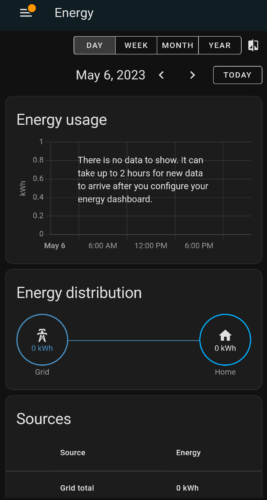 Energy
DAY WEEK MONTH YEAR
May 6, 2023 TODAY
Energy usage
1
0.8
0.6
0.4
0.2
0
kWh
There is no data to show. It can
take up to 2 hours for new data
to arrive after you configure your
energy dashboard.
May 6 6:00 AM 12:00 PM 6:00 PM
Energy distribution
0 kWh 0 kWh
Grid Home
Sources
Source Energy
Grid total 0 kWh